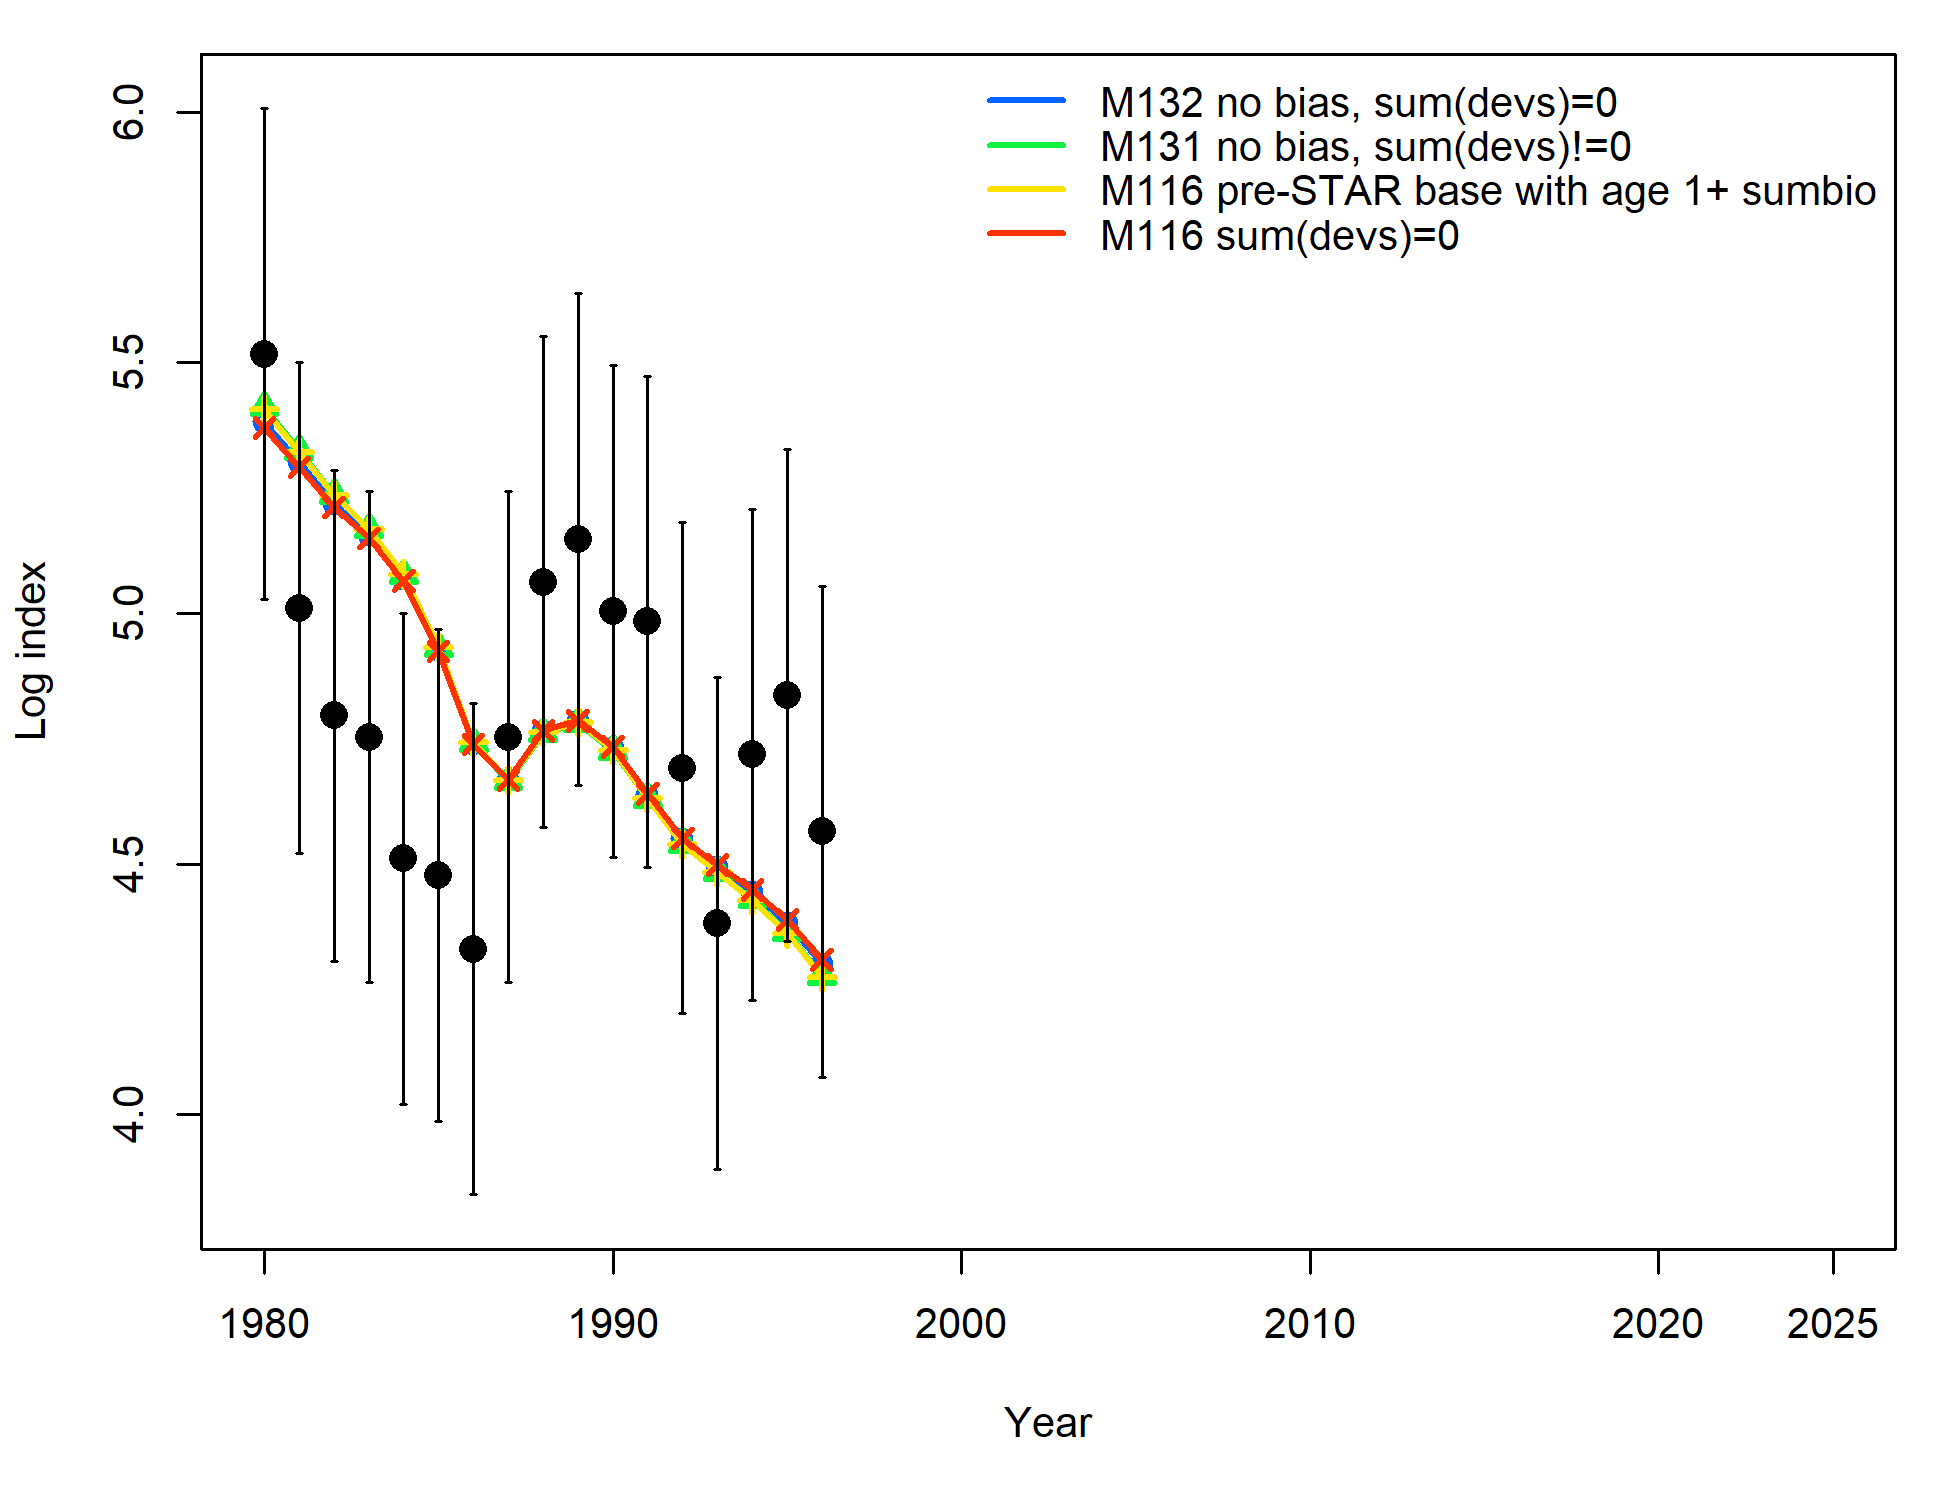 M132 no bias, sum(devs)=0
M131 no bias, sum(devs)!=0
M116 pre-STAR base with age 1+ sumbio
M116 sum(devs)=0
6.0
5.5
5.0
4.5
4.0
Log index
1980
1990
2000
2010
2020
2025
Year